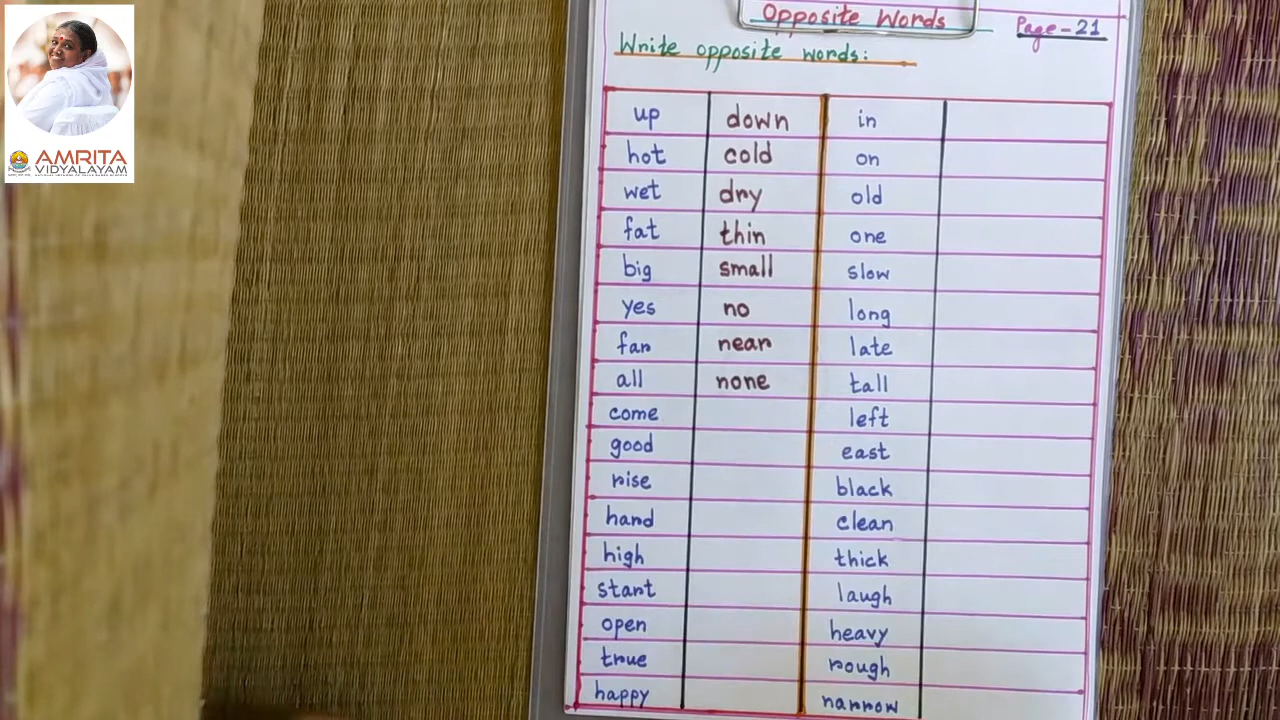 AMRITA
VIDYALAYAM
Opposite Words
Page-21
Write opposite words:
up down in
hot cold on
wet dry old
fat thin one
big small slow
yes no long
far near late
all none tall
come left
good east
rise black
hand clean
high thick
start laugh
open heavy
true rough
happy narrow